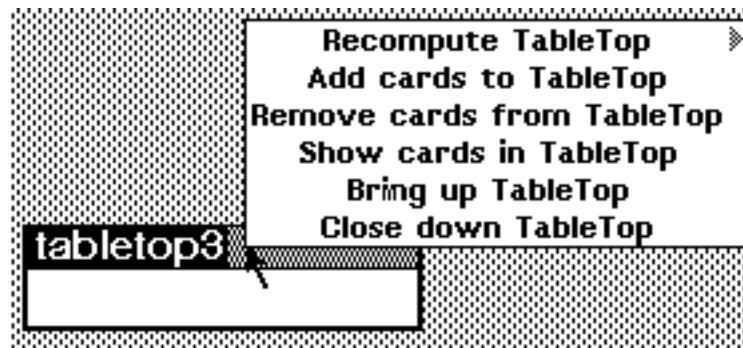 Recompute TableTop
Add cards to TableTop
Remove cards from TableTop
Show cards in TableTop
Bring up TableTop
Close down TableTop
tabletop3